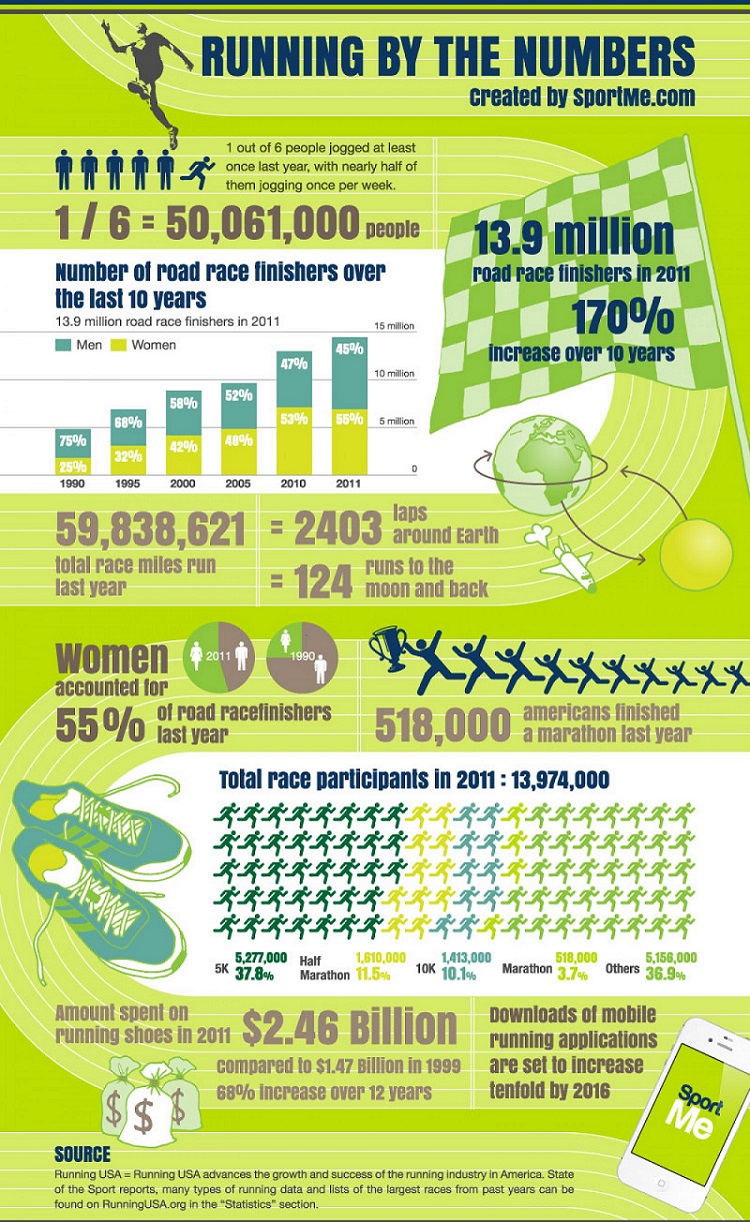 RUNNING BY THE NUMBERS
Created by SportMe.com
1 out of 6 people jogged at least
once last year, with nearly half of
them jogging once per week.
1 / 6 = 50,061,000 people
13.9 million
road race finishers in 2011
170%
increase over 10 years
Number of road race finishers over
the last 10 years
13.9 million road race finishers in 2011
Men Women
15 million
10 million
5 million
0
75%
25%
68%
32%
58%
42%
52%
48%
47%
53%
45%
55%
1990 1995 2000 2005 2010 2011
59,838,621
total race miles run
last year
= 2403 laps
around Earth
= 124 runs to the
moon and back
Women
accounted for
55% of road racefinishers
last year
2011
1990
518,000 americans finished
a marathon last year
Total race participants in 2011 : 13,974,000
5K 5,277,000
37.8%
Half
Marathon 1,610,000
11.5%
10K 1,413,000
10.1%
Marathon 518,000
3.7%
Others 5,156,000
36.9%
Amount spent on
running shoes in 2011 $2.46 Billion
compared to $1.47 Billion in 1999
68% increase over 12 years
$ $ $
Downloads of mobile
running applications
are set to increase
tenfold by 2016
Sport
Me
SOURCE
Running USA = Running USA advances the growth and success of the running industry in America. State
of the Sport reports, many types of running data and lists of the largest races from past years can be
found on RunningUSA.org in the “Statistics” section.